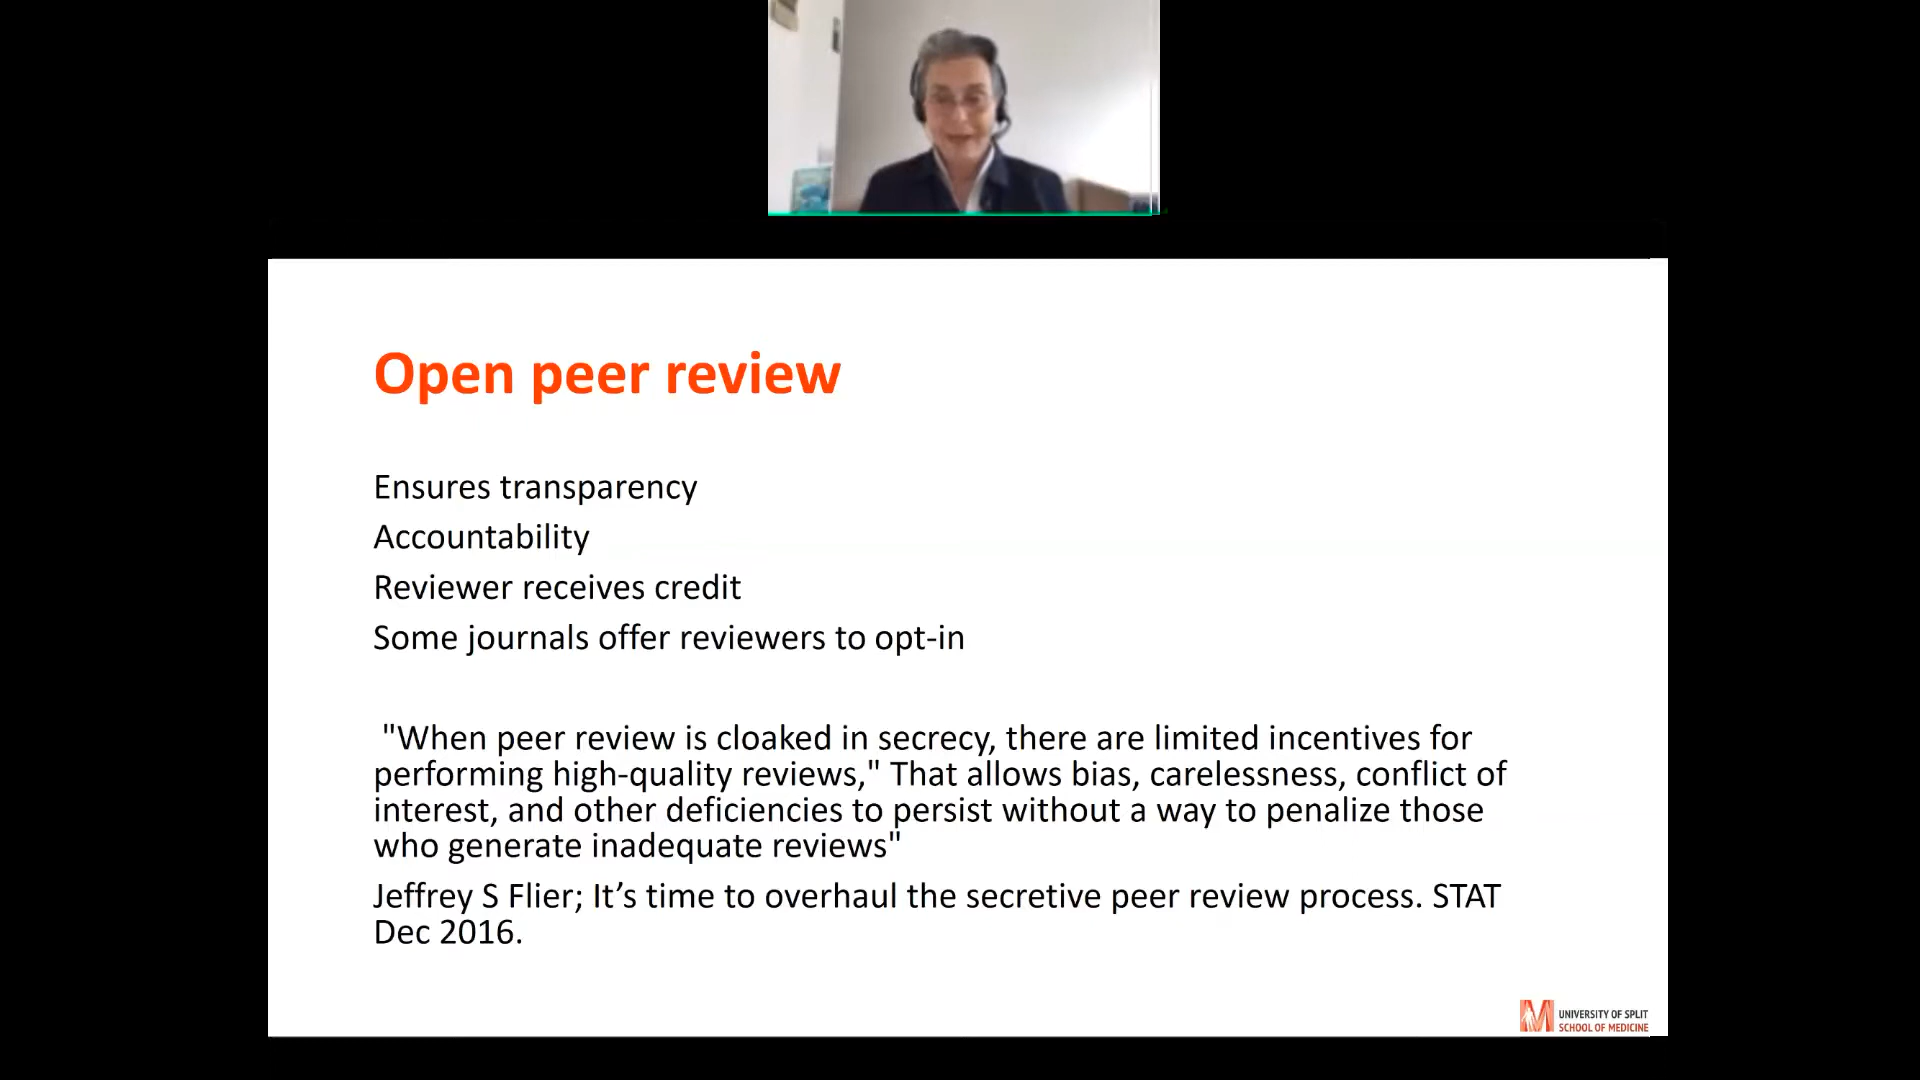 Open peer review
Ensures transparency
Accountability
Reviewer receives credit
Some journals offer reviewers to opt-in
"When peer review is cloaked in secrecy, there are limited incentives for
performing high-quality reviews," That allows bias, carelessness, conflict of
interest, and other deficiencies to persist without a way to penalize those
who generate inadequate reviews"
Jeffrey S Flier; It’s time to overhaul the secretive peer review process. STAT
Dec 2016.
UNIVERSITY OF SPLIT
SCHOOL OF MEDICINE